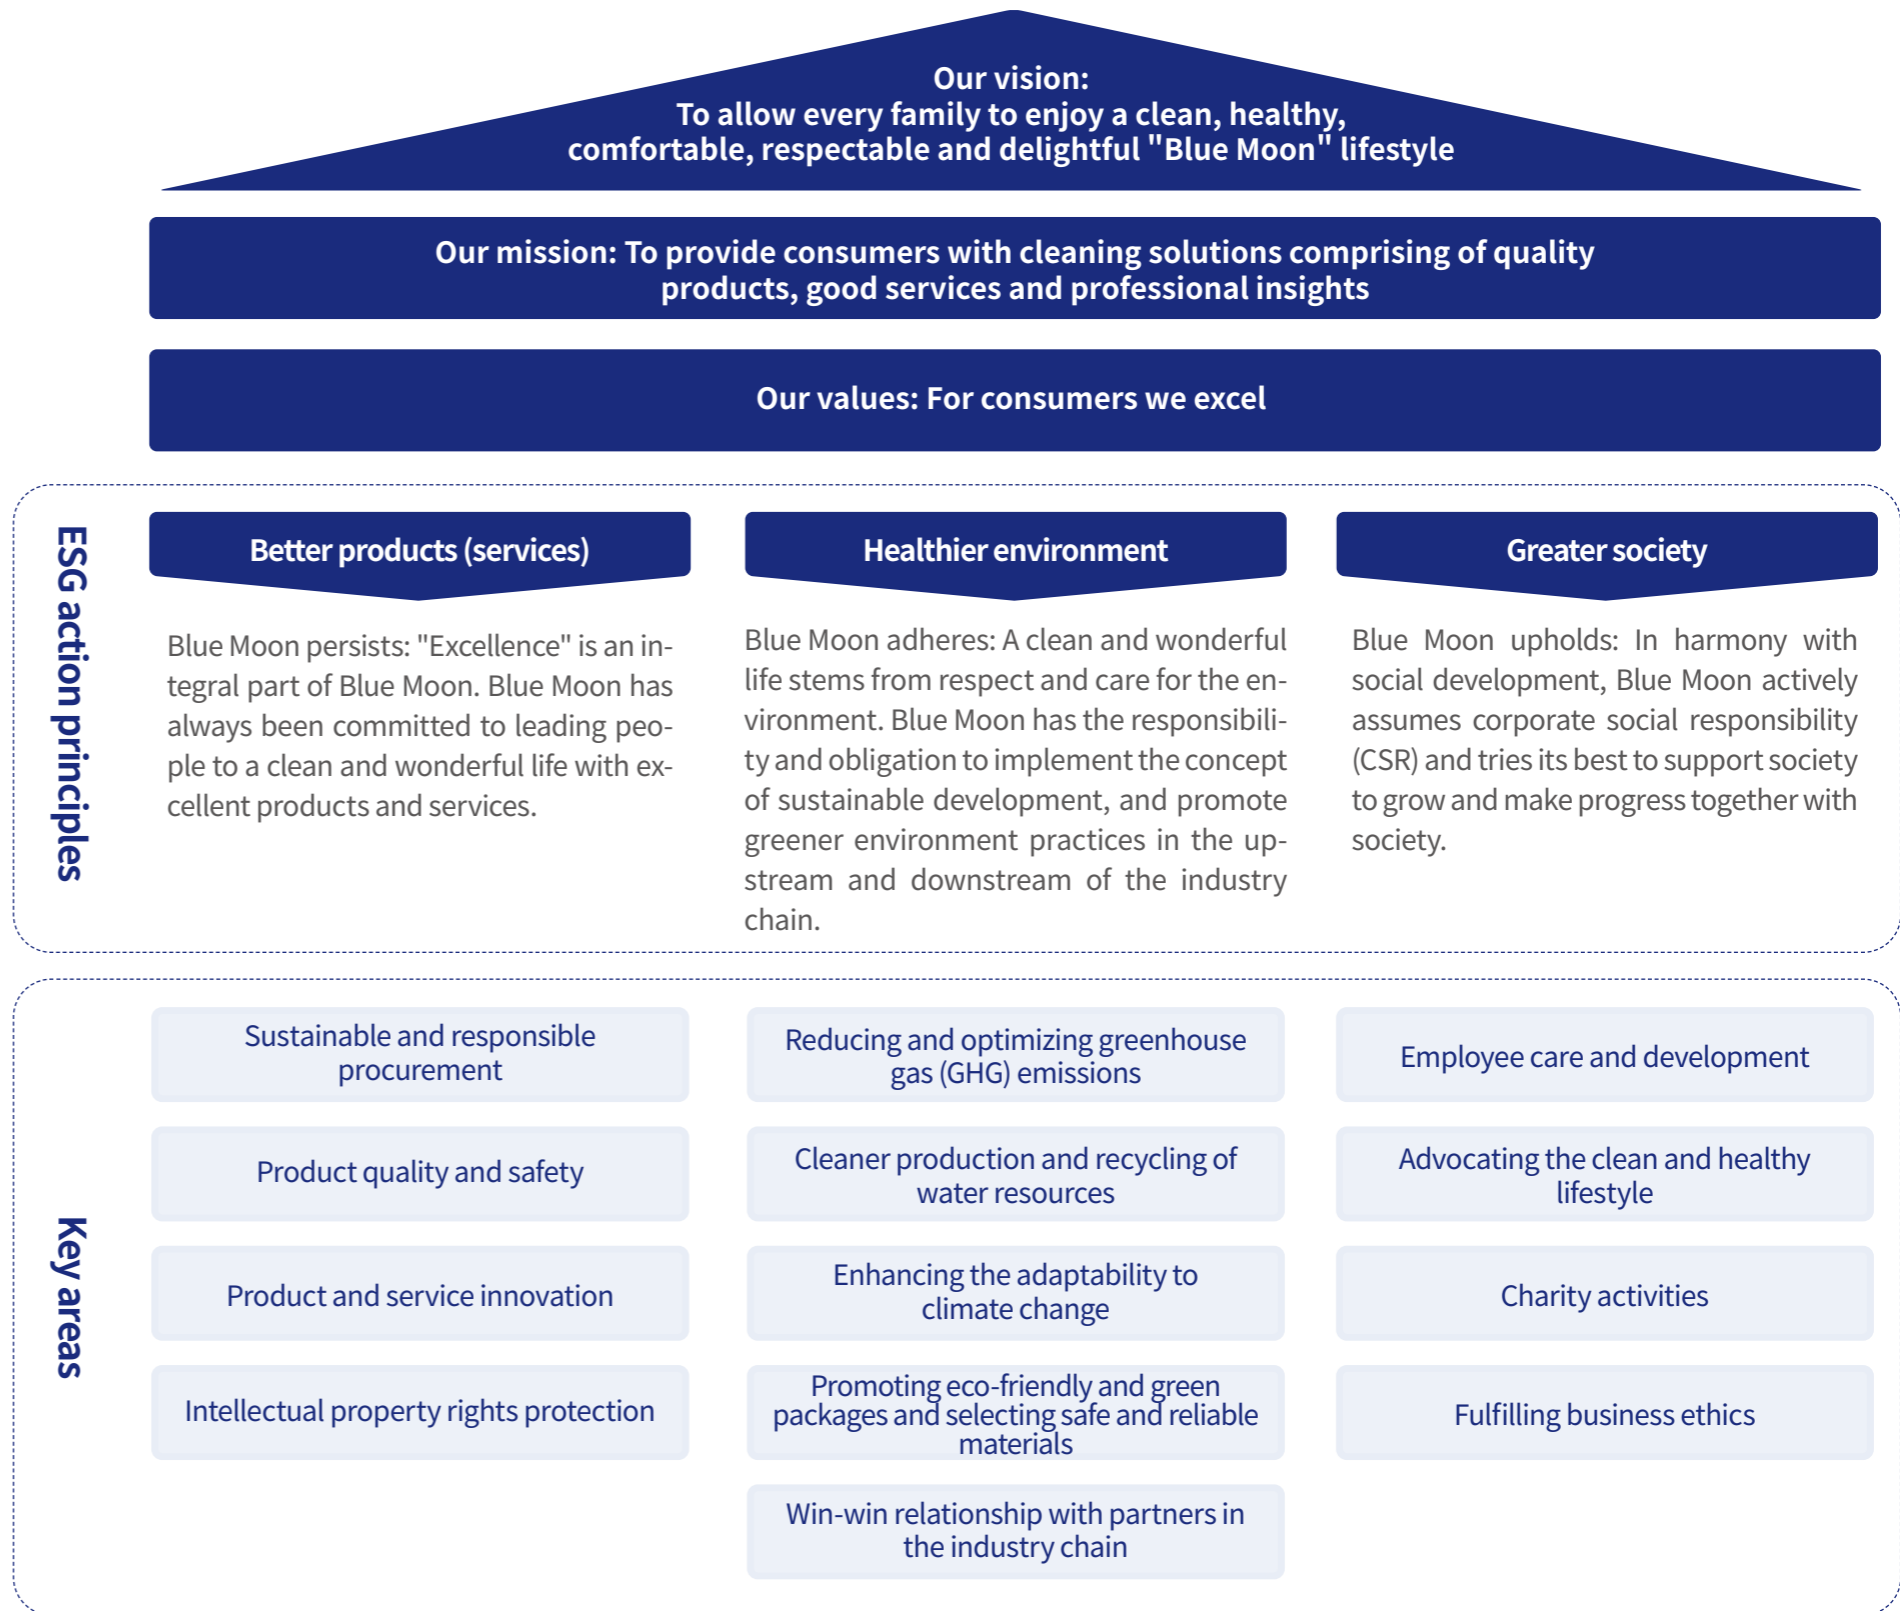 Our vision:
To allow every family to enjoy a clean, healthy,
comfortable, respectable and delightful "Blue Moon" lifestyle
Our mission: To provide consumers with cleaning solutions comprising of quality
products, good services and professional insights
Our values: For consumers we excel
ESG action principles
Better products (services)
Blue Moon persists: "Excellence" is an in-
tegral part of Blue Moon. Blue Moon has
always been committed to leading peo-
ple to a clean and wonderful life with ex-
cellent products and services.
Healthier environment
Blue Moon adheres: A clean and wonderful
life stems from respect and care for the en-
vironment. Blue Moon has the responsibili-
ty and obligation to implement the concept
of sustainable development, and promote
greener environment practices in the up-
stream and downstream of the industry
chain.
Greater society
Blue Moon upholds: In harmony with
social development, Blue Moon actively
assumes corporate social responsibility
(CSR) and tries its best to support society
to grow and make progress together with
society.
Key areas
Sustainable and responsible
procurement
Product quality and safety
Product and service innovation
Intellectual property rights protection
Reducing and optimizing greenhouse
gas (GHG) emissions
Cleaner production and recycling of
water resources
Enhancing the adaptability to
climate change
Promoting eco-friendly and green
packages and selecting safe and reliable
materials
Win-win relationship with partners in
the industry chain
Employee care and development
Advocating the clean and healthy
lifestyle
Charity activities
Fulfilling business ethics